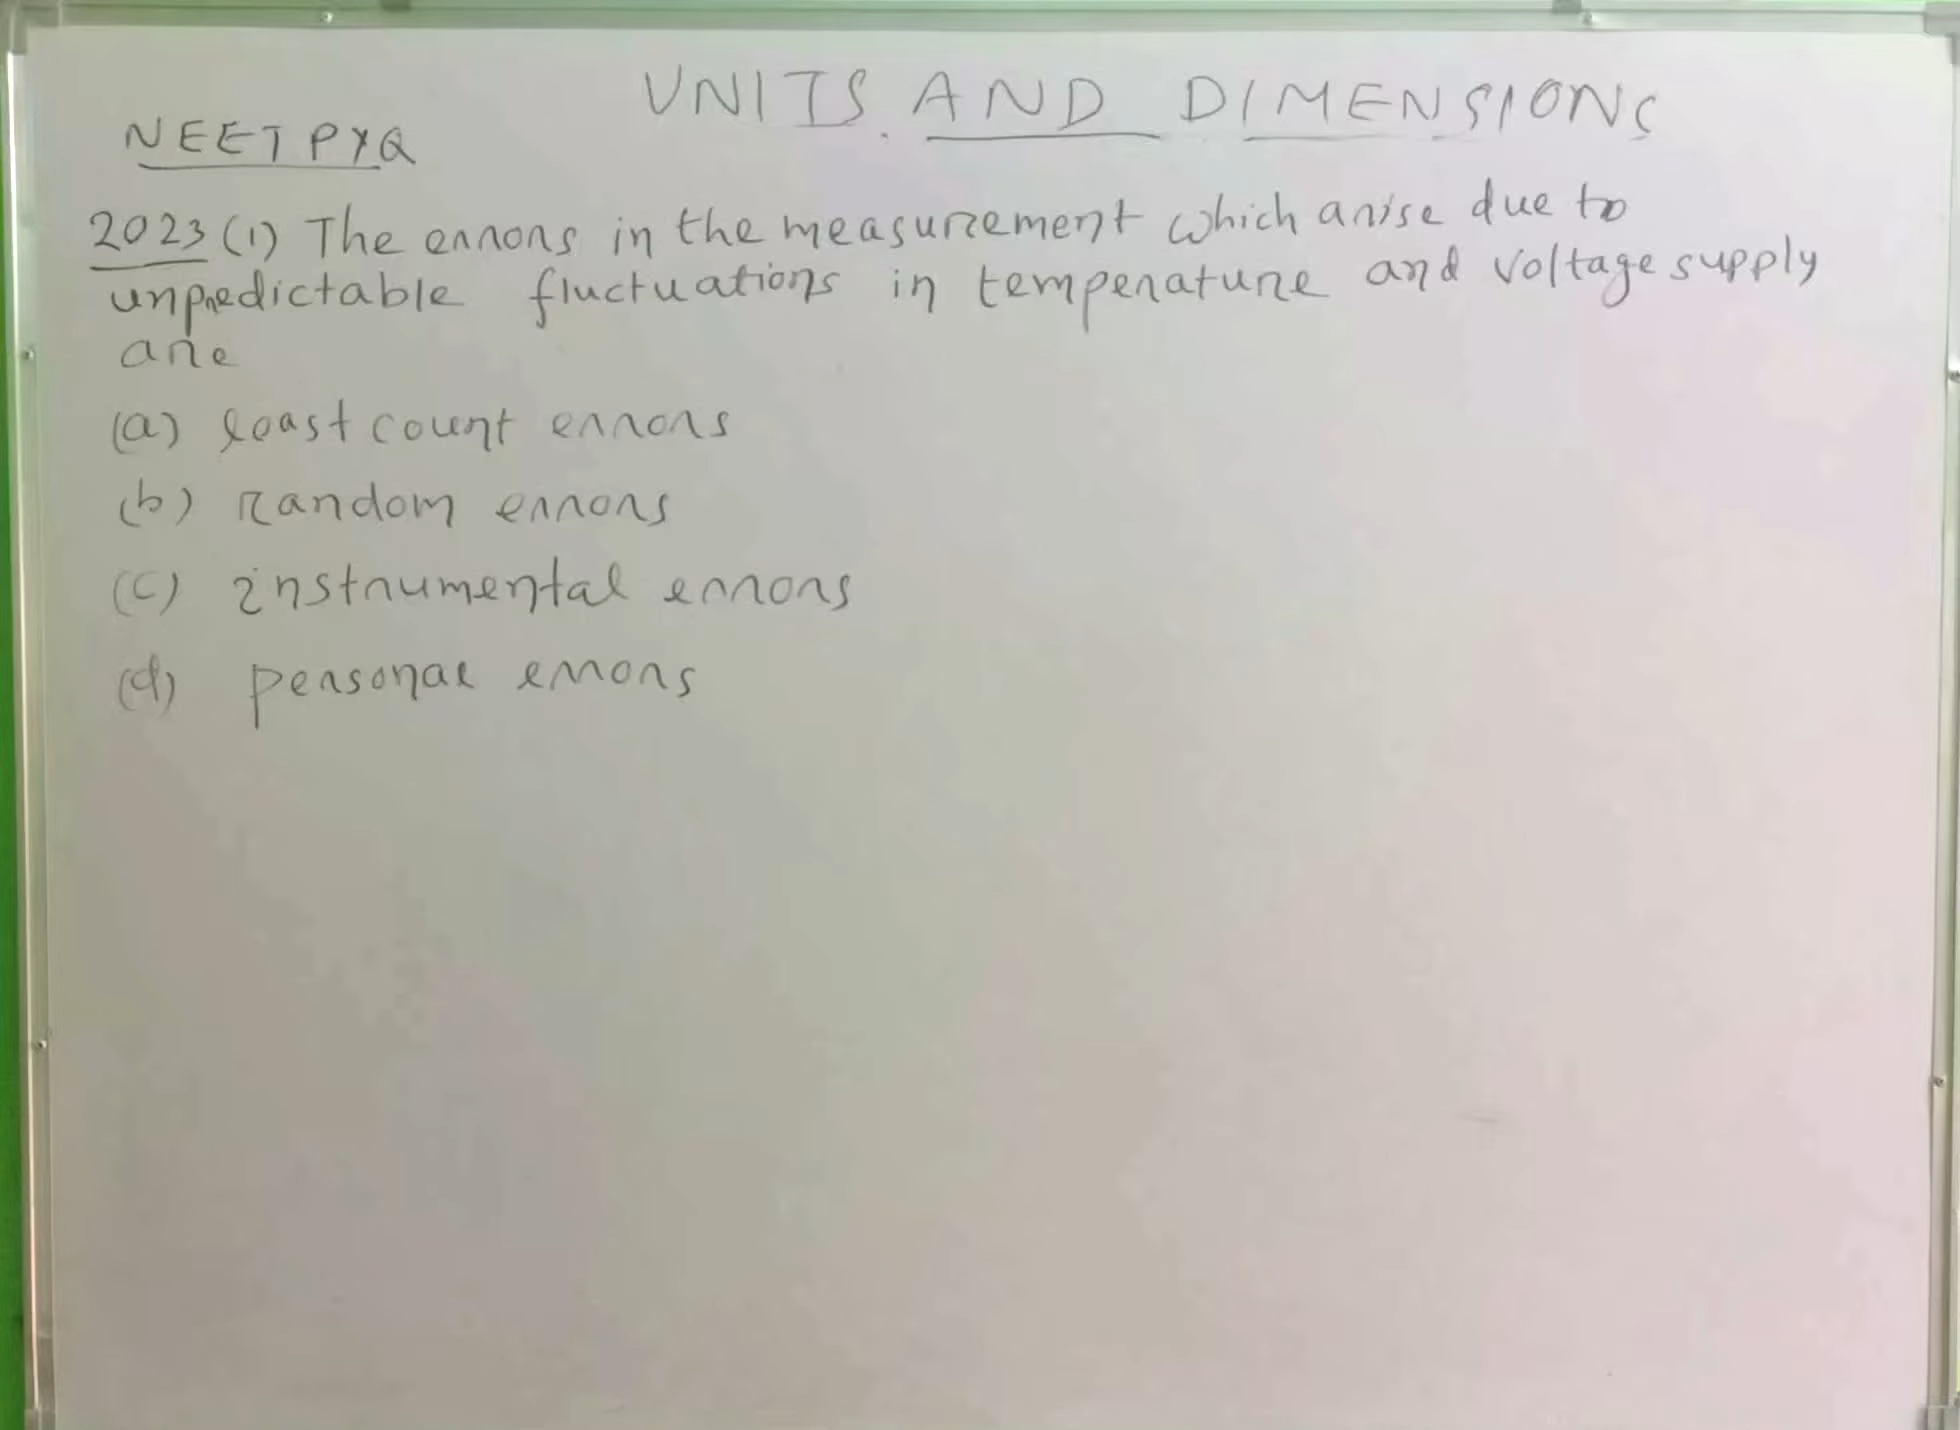 UNITS AND DIMENSIONS
NEET PYQ
2023 (1) The errors in the measurement which arise due to
unpredictable fluctuations in temperature and voltage supply
are
(a) least count errors
(b) random errors
(c) instrumental errors
(d) personal errors